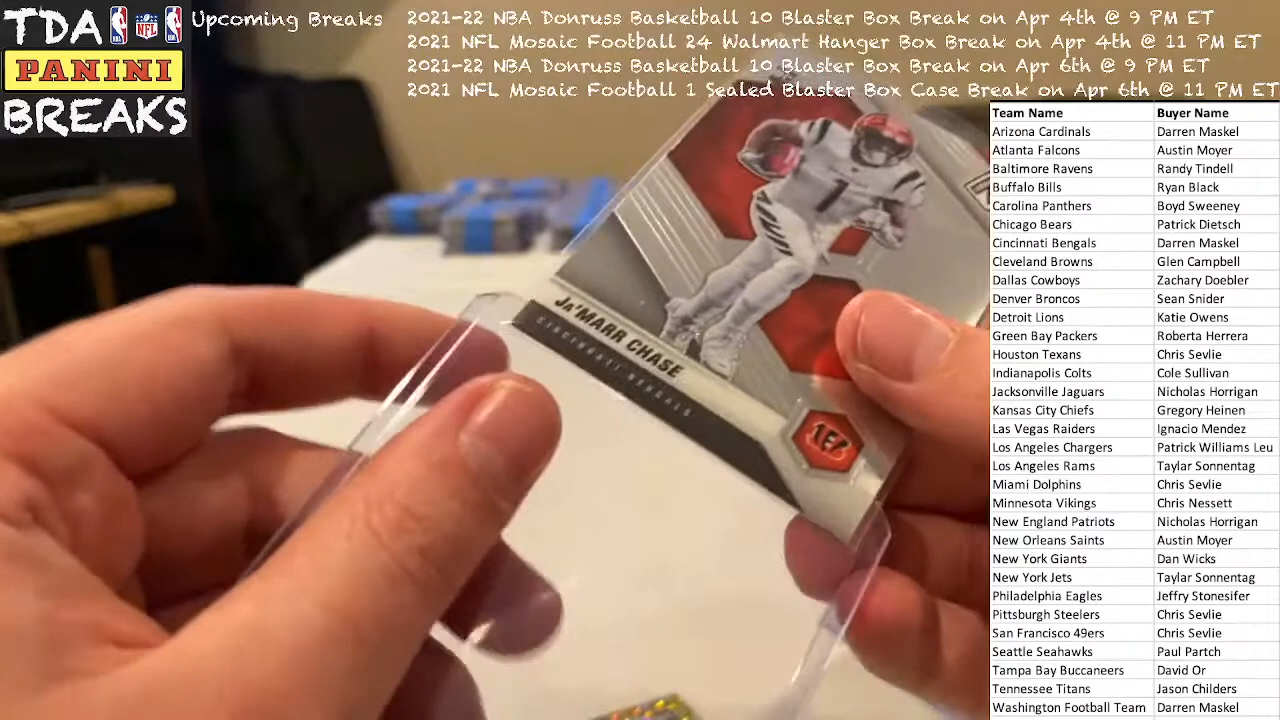 TDA
NFL
PANINI
BREAKS
Upcoming Breaks
2021-22 NBA Donruss Basketball 10 Blaster Box Break on Apr 4th @ 9 PM ET
2021 NFL Mosaic Football 24 Walmart Hanger Box Break on Apr 4th @ 11 PM ET
2021-22 NBA Donruss Basketball 10 Blaster Box Break on Apr 6th @ 9 PM ET
2021 NFL Mosaic Football 1 Sealed Blaster Box Case Break on Apr 6th @ 11 PM ET
Team Name Buyer Name
Arizona Cardinals Darren Maskel
Atlanta Falcons Austin Moyer
Baltimore Ravens Randy Tindell
Buffalo Bills Ryan Black
Carolina Panthers Boyd Sweeney
Chicago Bears Patrick Dietsch
Cincinnati Bengals Darren Maskel
Cleveland Browns Glen Campbell
Dallas Cowboys Zachary Doebler
Denver Broncos Sean Snider
Detroit Lions Katie Owens
Green Bay Packers Roberta Herrera
Houston Texans Chris Sevlie
Indianapolis Colts Cole Sullivan
Jacksonville Jaguars Nicholas Horrigan
Kansas City Chiefs Gregory Heinen
Las Vegas Raiders Ignacio Mendez
Los Angeles Chargers Patrick Williams Leu
Los Angeles Rams Taylar Sonnentag
Miami Dolphins Chris Sevlie
Minnesota Vikings Chris Nessett
New England Patriots Nicholas Horrigan
New Orleans Saints Austin Moyer
New York Giants Dan Wicks
New York Jets Taylar Sonnentag
Philadelphia Eagles Jeffry Stonesifer
Pittsburgh Steelers Chris Sevlie
San Francisco 49ers Chris Sevlie
Seattle Seahawks Paul Partch
Tampa Bay Buccaneers David Or
Tennessee Titans Jason Childers
Washington Football Team Darren Maskel
1
JA'MARR CHASE
CINCINNATI BENGALS